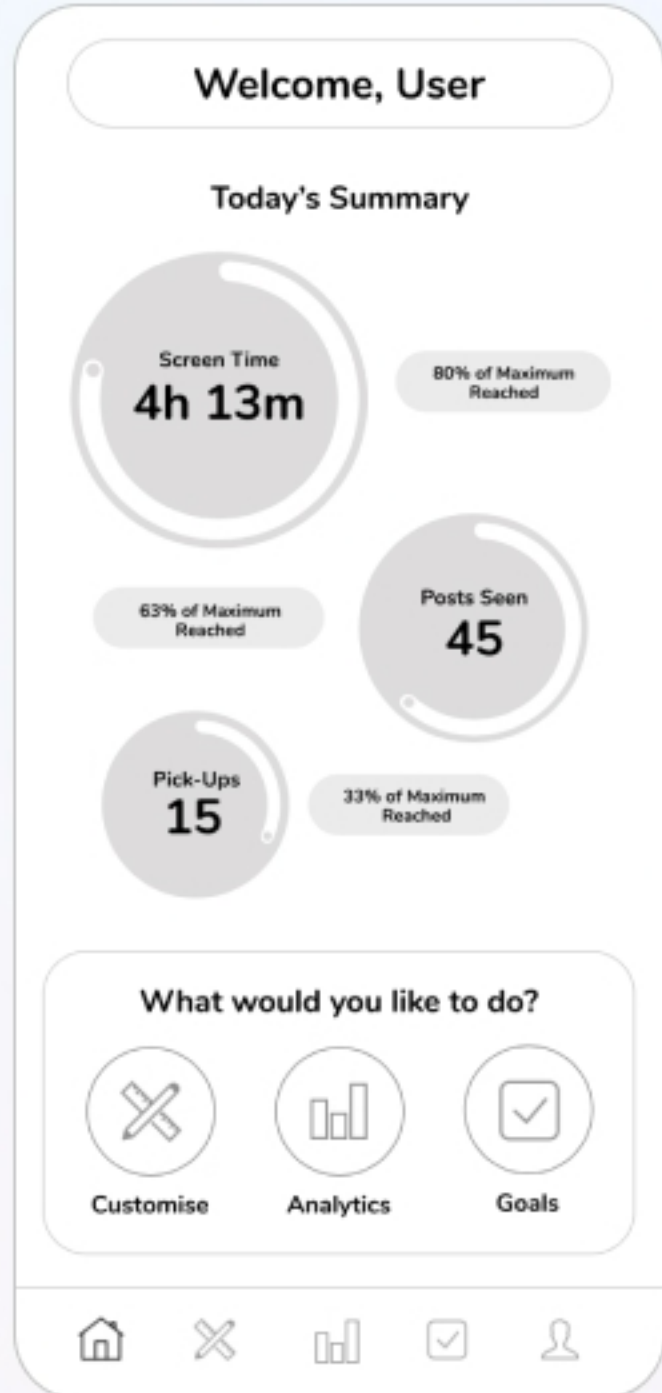 Welcome, User
Today's Summary
Screen Time
4h 13m
80% of Maximum
Reached
Posts Seen
45
63% of Maximum
Reached
Pick-Ups
15
33% of Maximum
Reached
What would you like to do?
Customise
Analytics
Goals